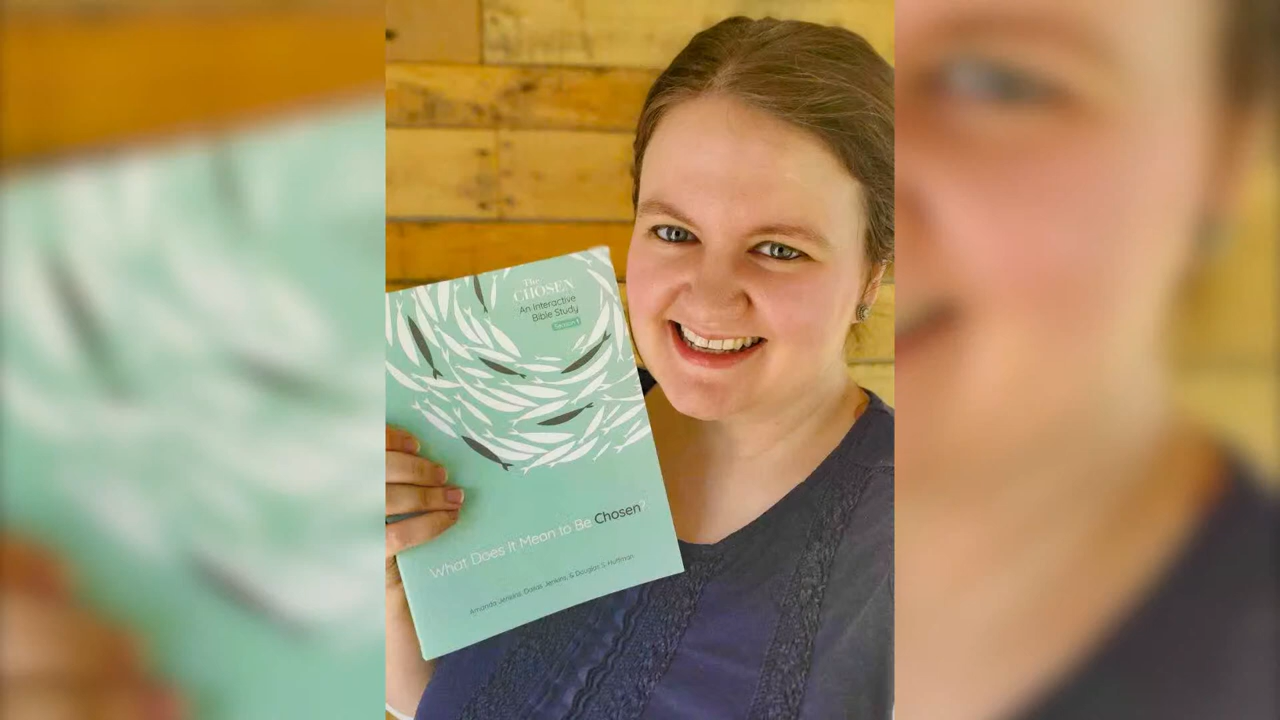 The
CHOSEN
An Interactive
Bible Study
Season 1
What Does It Mean to Be Chosen?
Amanda Jenkins, Dallas Jenkins, & Douglas S. Huffman